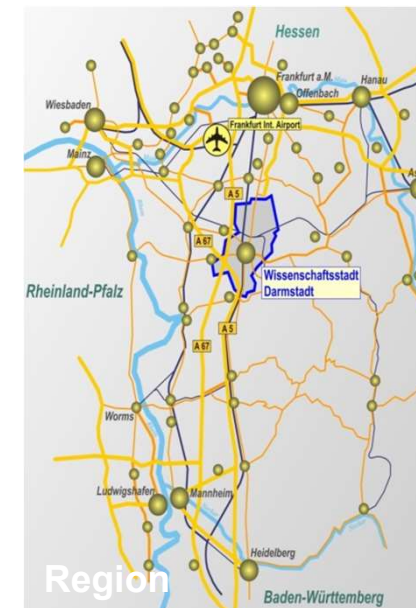 Hessen
Frankfurt a.M.
Hanau
Offenbach
Wiesbaden
Frankfurt Int. Airport
Mainz
A 5
A 67
Wissenschaftsstadt
Darmstadt
Rheinland-Pfalz
A 5
A 67
Worms
Ludwigshafen
Mannheim
Heidelberg
Region
Baden-Württemberg